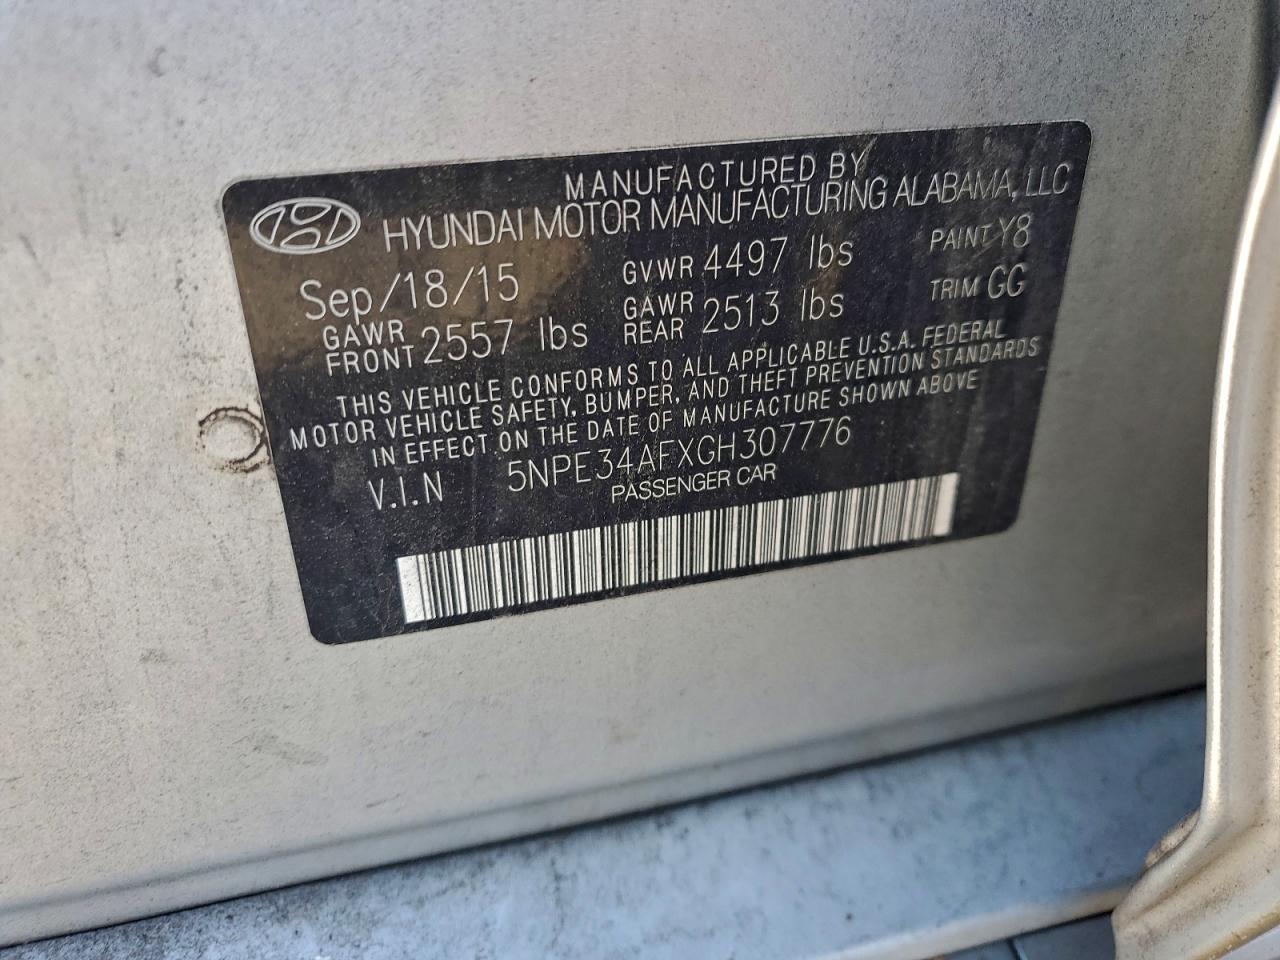 MANUFACTURED BY
HYUNDAI MOTOR MANUFACTURING ALABAMA, LLC
Sep/18/15 GVWR 4497 lbs PAINT Y8
GAWR FRONT 2557 lbs GAWR REAR 2513 lbs TRIM GG
THIS VEHICLE CONFORMS TO ALL APPLICABLE U.S.A. FEDERAL
MOTOR VEHICLE SAFETY, BUMPER, AND THEFT PREVENTION STANDARDS
IN EFFECT ON THE DATE OF MANUFACTURE SHOWN ABOVE
V.I.N 5NPE34AFXGH307776
PASSENGER CAR